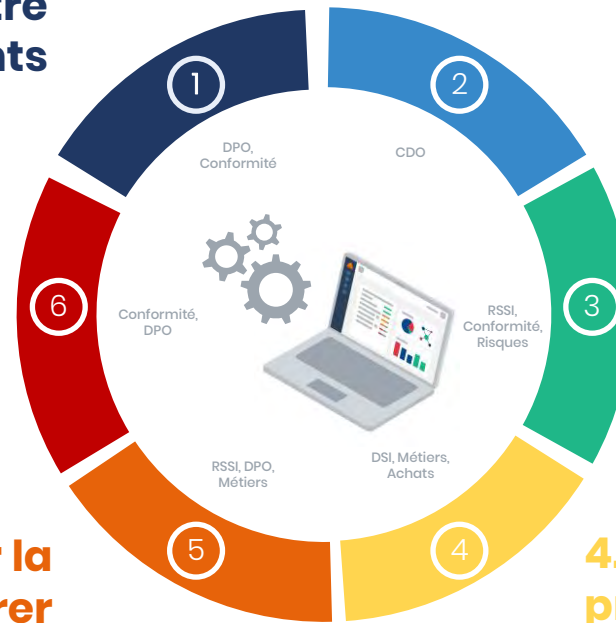 nts
1
2
DPO,
Conformité
CDO
6
3
Conformité,
DPO
RSSI,
Conformité,
Risques
RSSI, DPO,
Métiers
DSI, Métiers,
Achats
5
4
r la
rer
4.